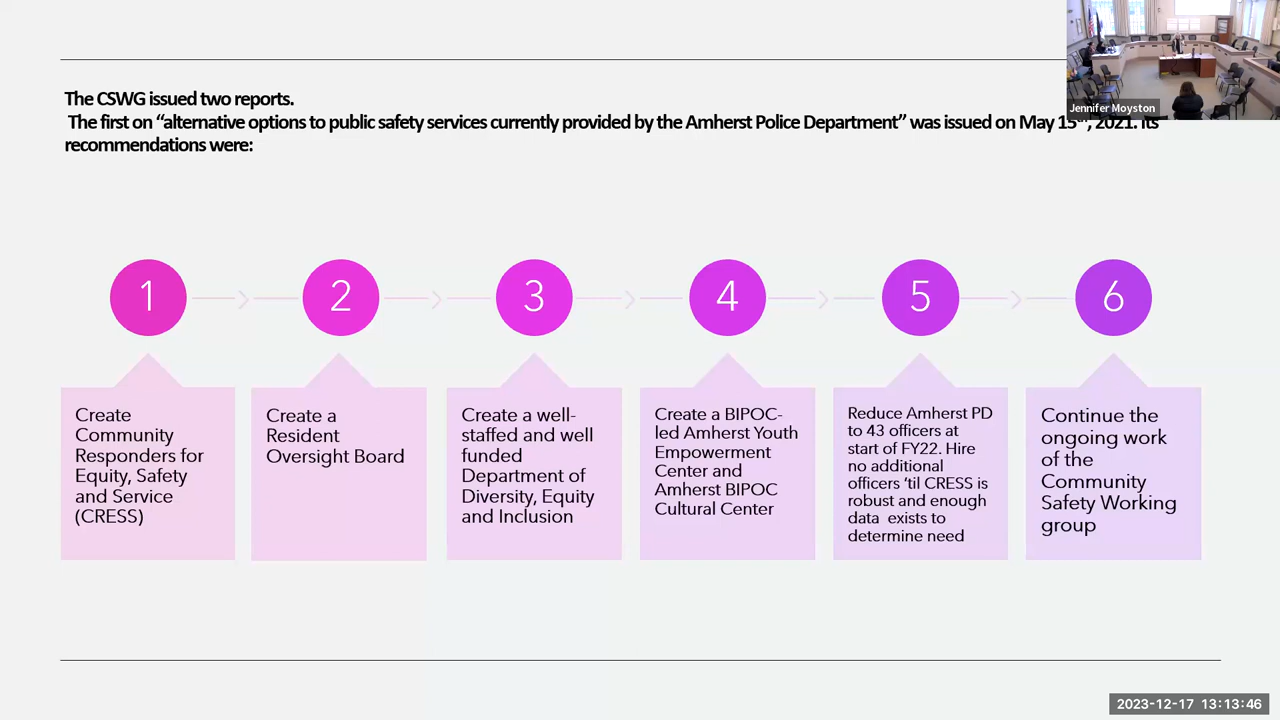 The CSWG issued two reports.
The first on “alternative options to public safety services currently provided by the Amherst Police Department” was issued on May 15th, 2021. Its
recommendations were:
Jennifer Moyston
1
2
3
4
5
6
Create
Community
Responders for
Equity, Safety
and Service
(CRESS)
Create a
Resident
Oversight Board
Create a well-
staffed and well
funded
Department of
Diversity, Equity
and Inclusion
Create a BIPOC-
led Amherst Youth
Empowerment
Center and
Amherst BIPOC
Cultural Center
Reduce Amherst PD
to 43 officers at
start of FY22. Hire
no additional
officers ‘til CRESS is
robust and enough
data exists to
determine need
Continue the
ongoing work
of the
Community
Safety Working
group
2023-12-17 13:13:46